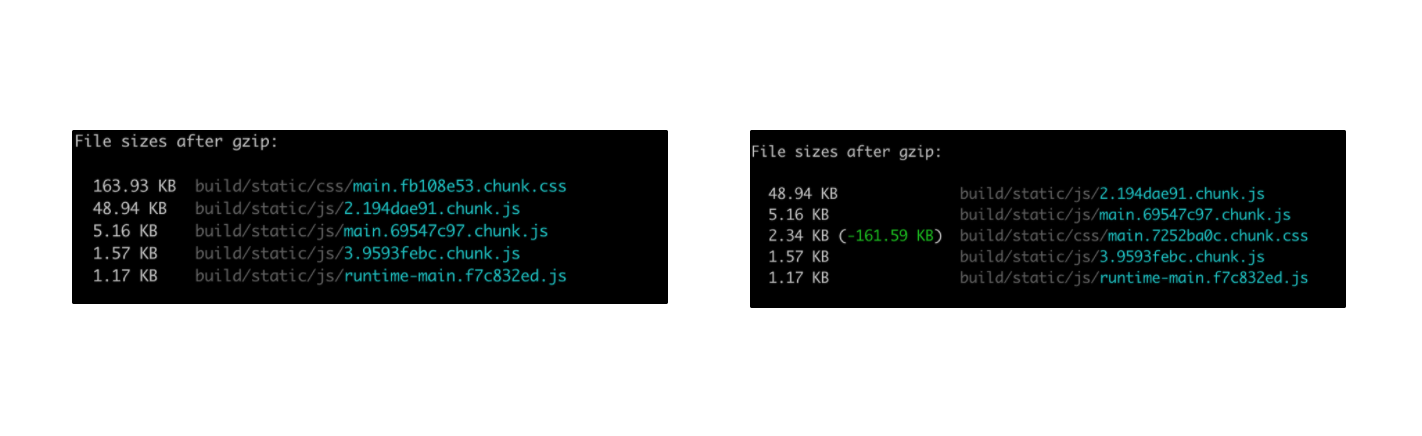 File sizes after gzip:
163.93 KB build/static/css/main.fb108e53.chunk.css
48.94 KB build/static/js/2.194dae91.chunk.js
5.16 KB build/static/js/main.69547c97.chunk.js
1.57 KB build/static/js/3.9593febc.chunk.js
1.17 KB build/static/js/runtime-main.f7c832ed.js
File sizes after gzip:
48.94 KB build/static/js/2.194dae91.chunk.js
5.16 KB build/static/js/main.69547c97.chunk.js
2.34 KB (-161.59 KB) build/static/css/main.7252ba0c.chunk.css
1.57 KB build/static/js/3.9593febc.chunk.js
1.17 KB build/static/js/runtime-main.f7c832ed.js